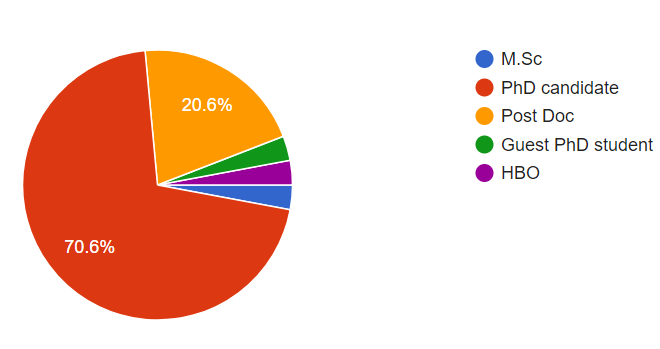 M.Sc
PhD candidate
Post Doc
Guest PhD student
HBO
20.6%
70.6%